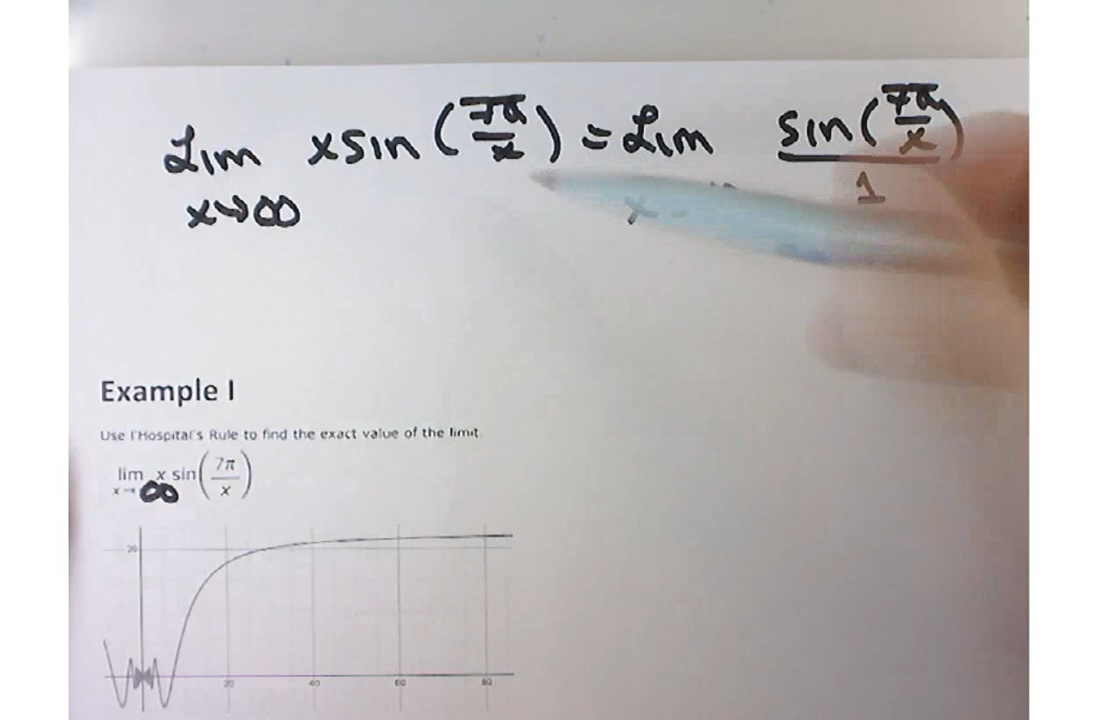 Lim x sin (7π/x) = Lim sin (7π/x)
x→∞ x- 1
Example I
Use l'Hospital's Rule to find the exact value of the limit.
lim x sin(7π/x)
x→∞
20
20 40 60 80